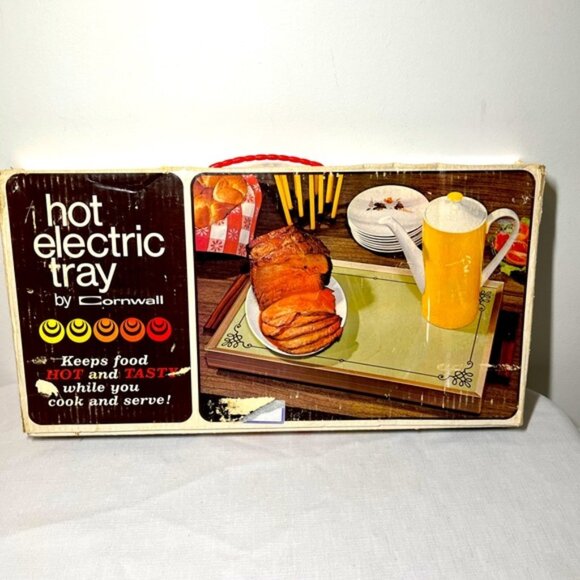 hot
electric
tray
by Cornwall
Keeps food
HOT and TASTY
while you
cook and serve!